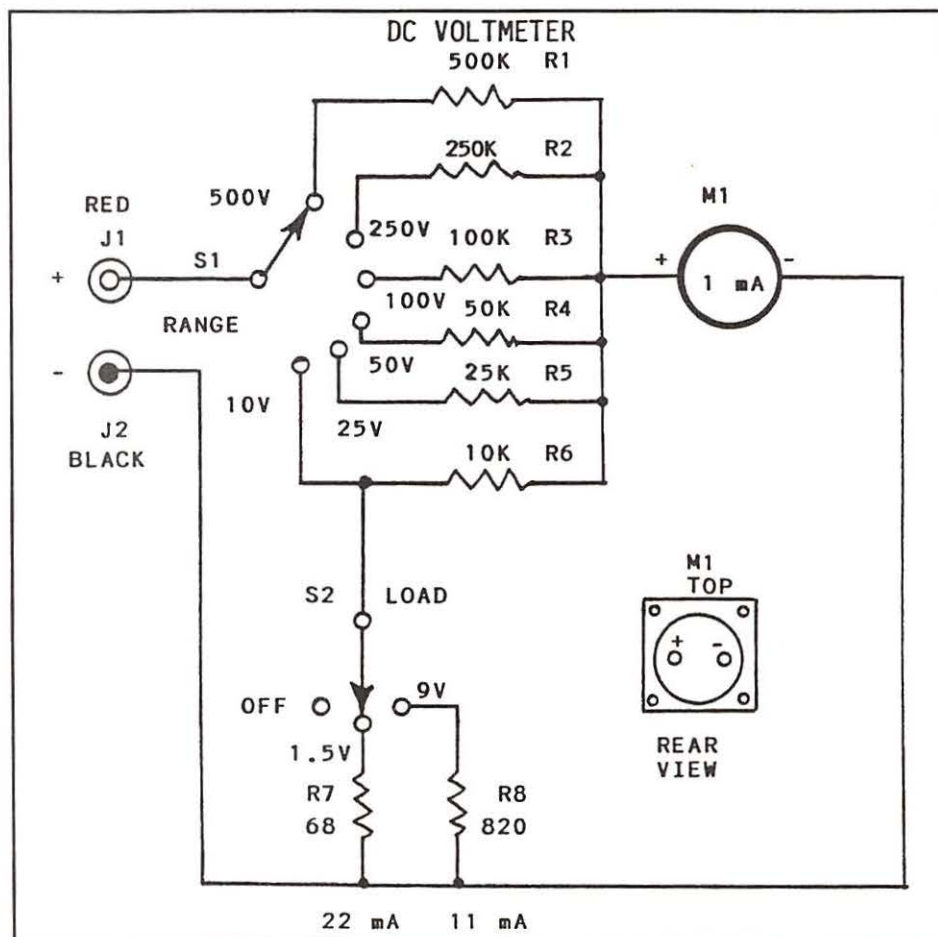 DC VOLTMETER
500K R1
250K R2
500V
RED
M1
J1
250V
100K R3
S1
+
+
-
1 mA
100V
50K R4
RANGE
-
50V
25K R5
10V
25V
J2
BLACK
10K R6
M1
TOP
S2 LOAD
+ -
9V
OFF
1.5V
REAR
VIEW
R7
68
R8
820
22 mA 11 mA